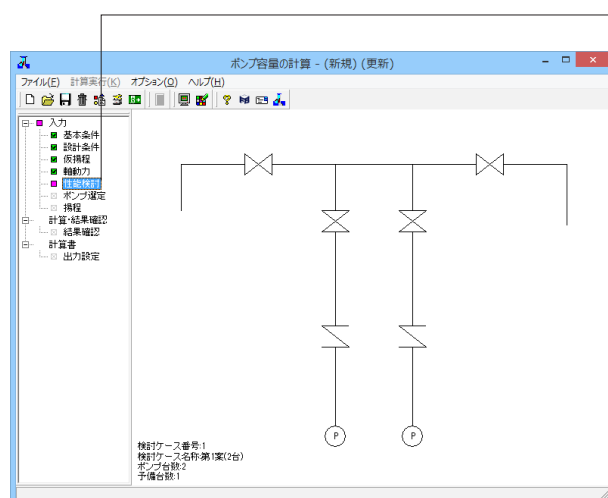 ポンプ容量の計算 - (新規) (更新)
ファイル(F) 計算実行(K) オプション(O) ヘルプ(H)
入力
基本条件
設計条件
仮揚程
軸動力
性能検討
ポンプ選定
揚程
計算・結果確認
結果確認
計算書
出力設定
P P
検討ケース番号:1
検討ケース名称:第1案(2台)
ポンプ台数:2
予備台数:1